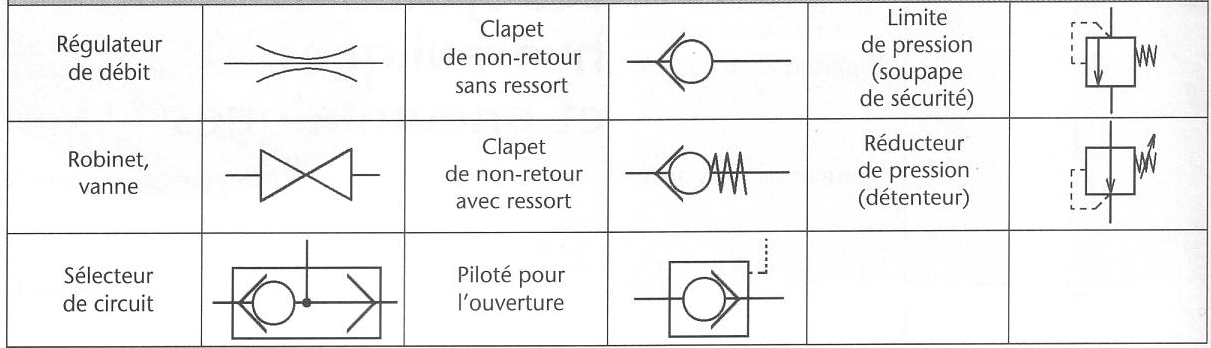 Régulateur
de débit
Clapet
de non-retour
sans ressort
Limite
de pression
(soupape
de sécurité)
Robinet,
vanne
Clapet
de non-retour
avec ressort
Réducteur
de pression
(détenteur)
Sélecteur
de circuit
Piloté pour
l'ouverture